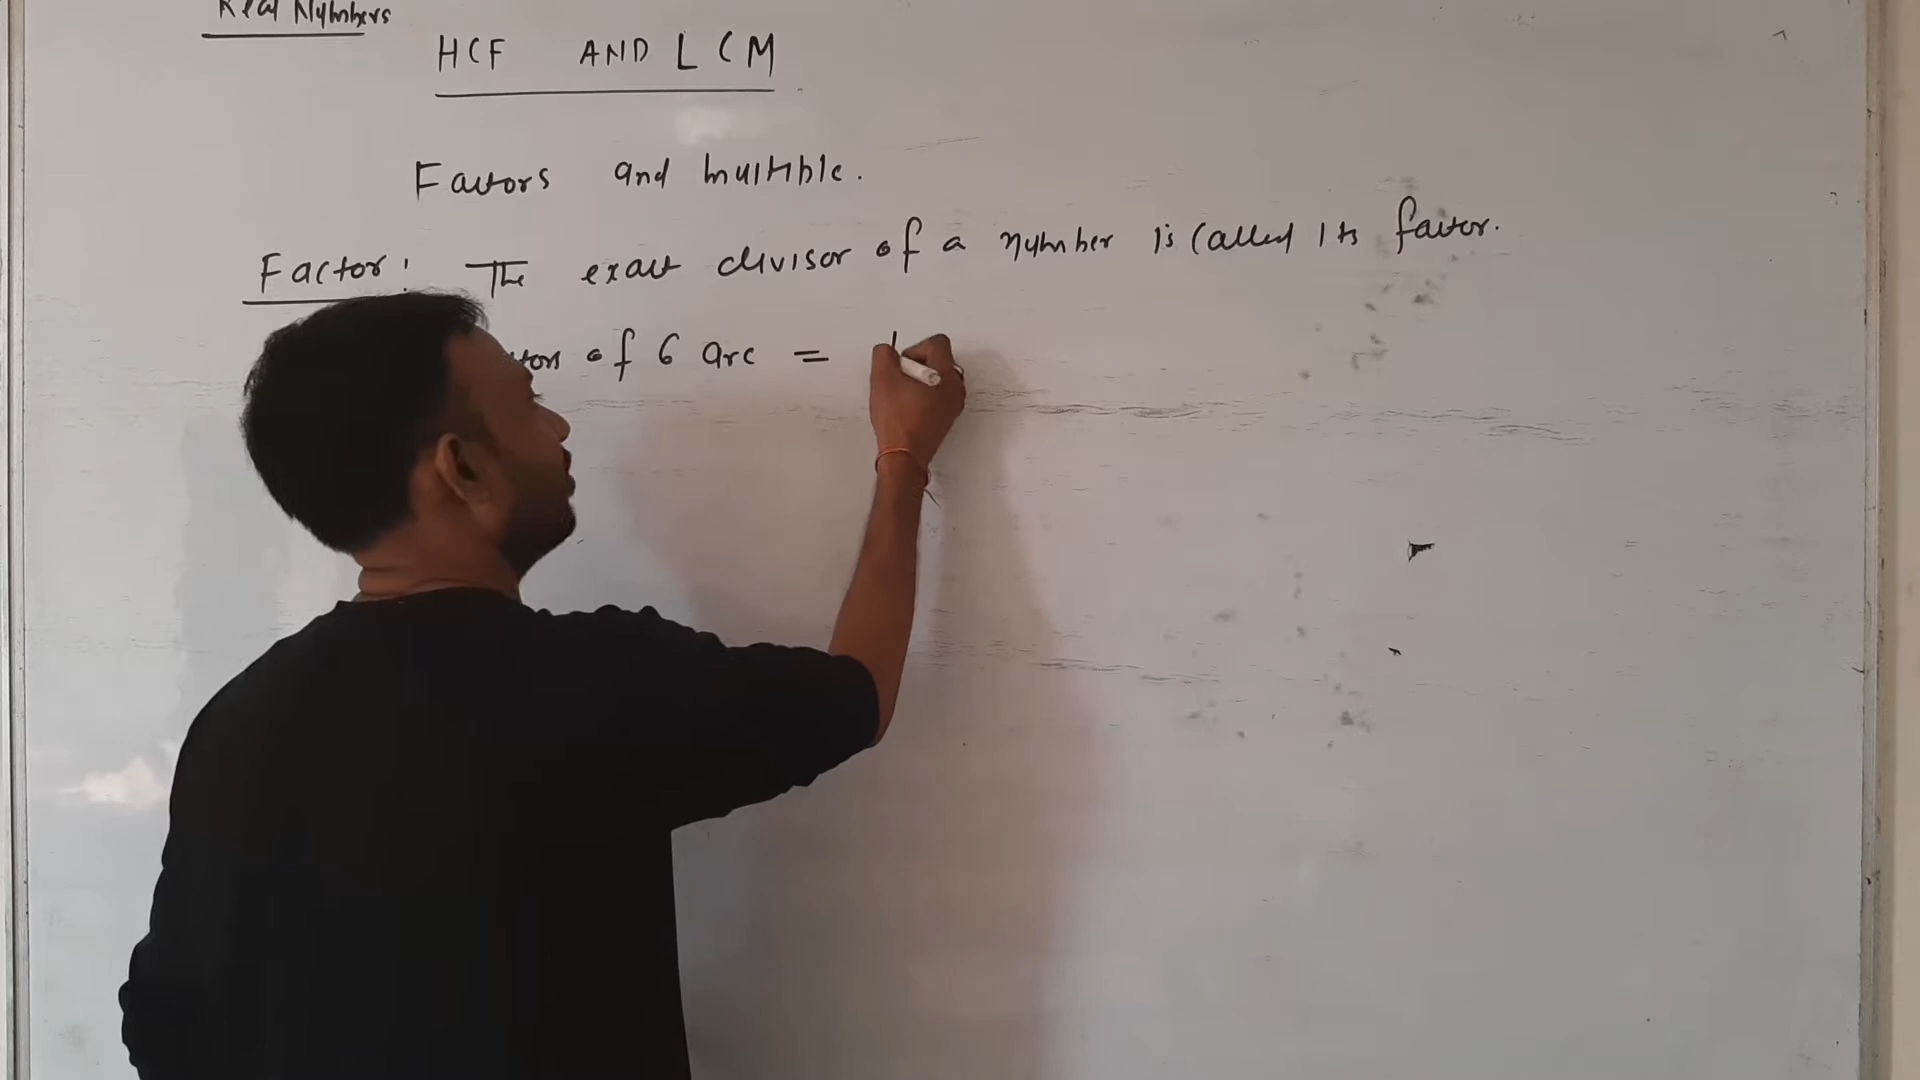 Real Numbers
HCF AND LCM
Factors and multiple.
Factor: The exact divisor of a number is called its factor.
of 6 are =